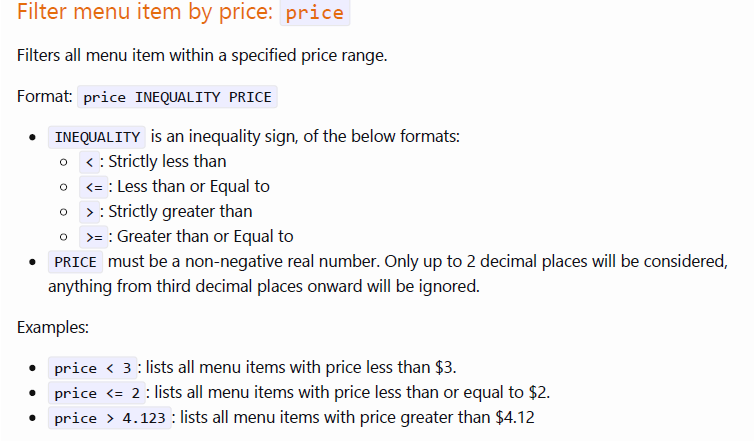 Filter menu item by price: price
Filters all menu item within a specified price range.
Format: price INEQUALITY PRICE
INEQUALITY is an inequality sign, of the below formats:
< : Strictly less than
<= : Less than or Equal to
> : Strictly greater than
>= : Greater than or Equal to
PRICE must be a non-negative real number. Only up to 2 decimal places will be considered,
anything from third decimal places onward will be ignored.
Examples:
price < 3 : lists all menu items with price less than $3.
price <= 2 : lists all menu items with price less than or equal to $2.
price > 4.123 : lists all menu items with price greater than $4.12